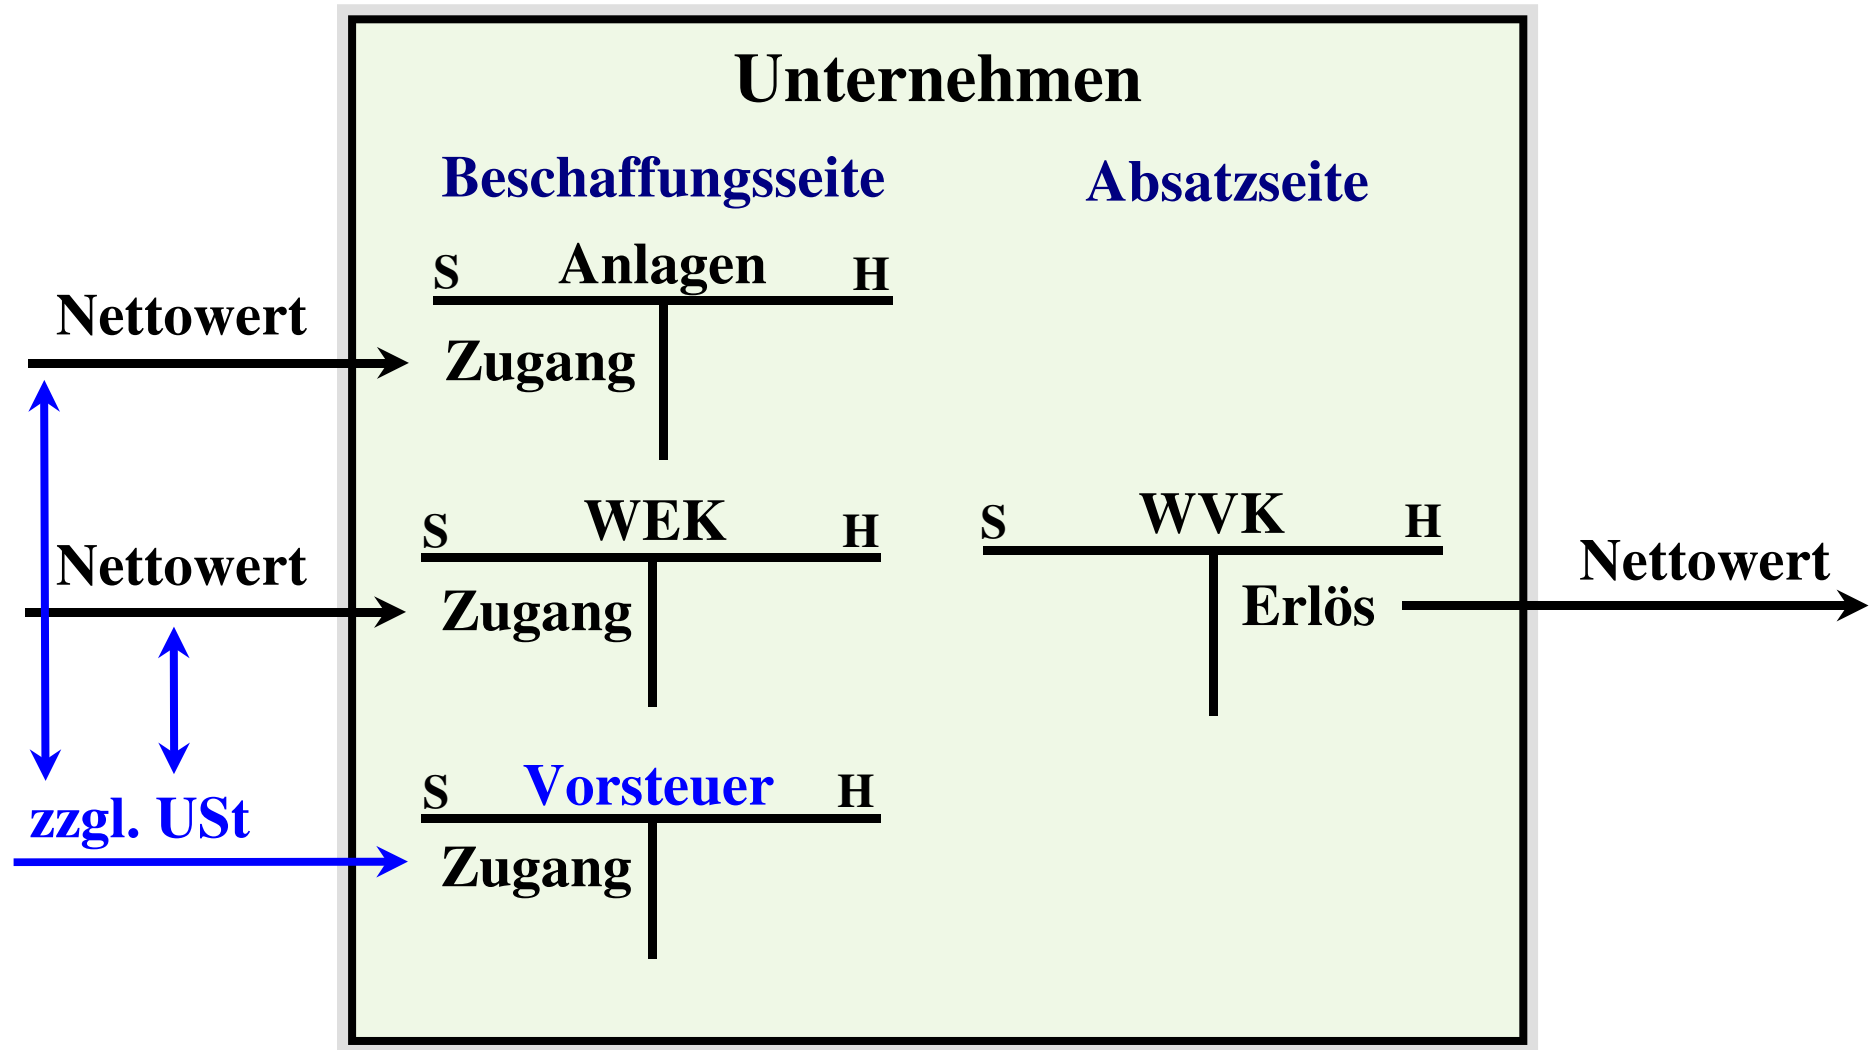 Unternehmen
Beschaffungsseite
Absatzseite
S Anlagen H
Nettowert
Zugang
S WEK H
S WVK H
Nettowert
Zugang
Erlös
Nettowert
S Vorsteuer H
zzgl. USt
Zugang